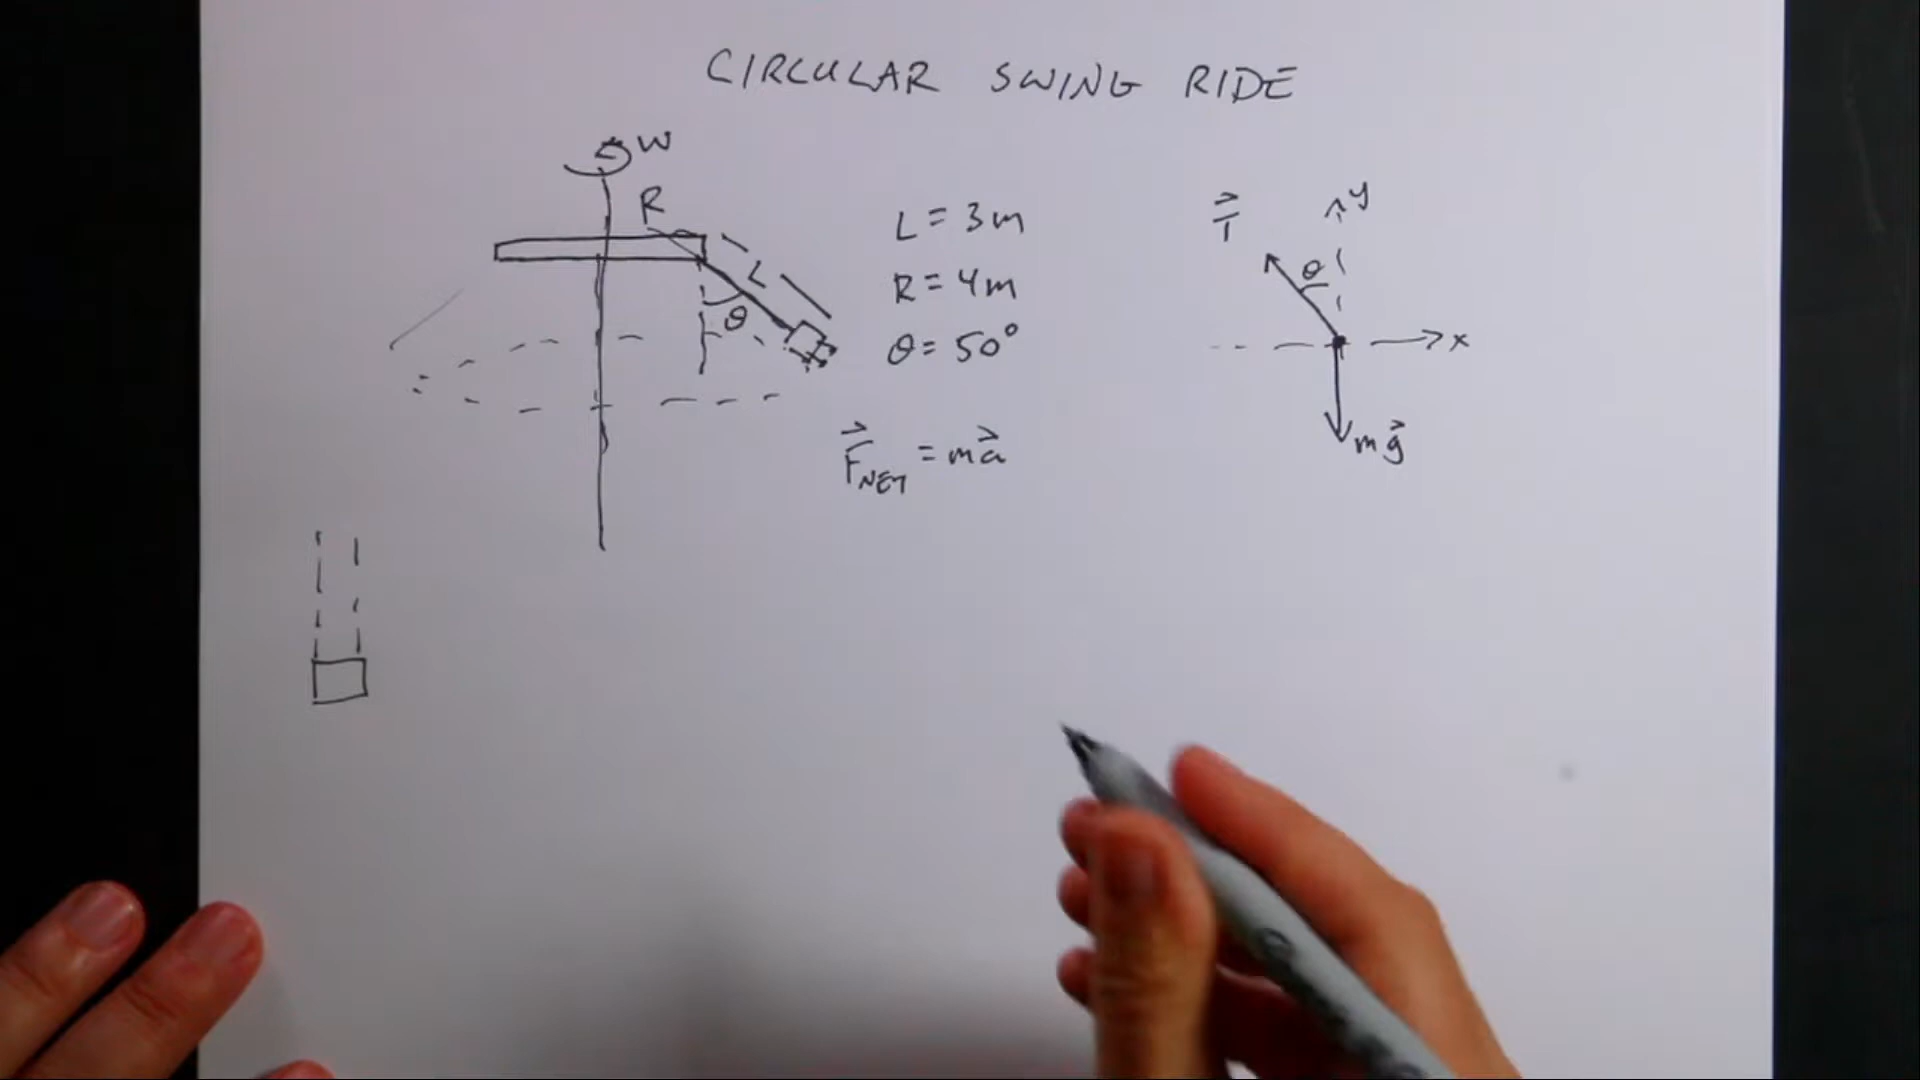 CIRCULAR SWING RIDE
ω
R
L
θ
L = 3m
R = 4m
θ = 50°
F⃗NET = ma⃗
T⃗
y
θ
x
mg⃗